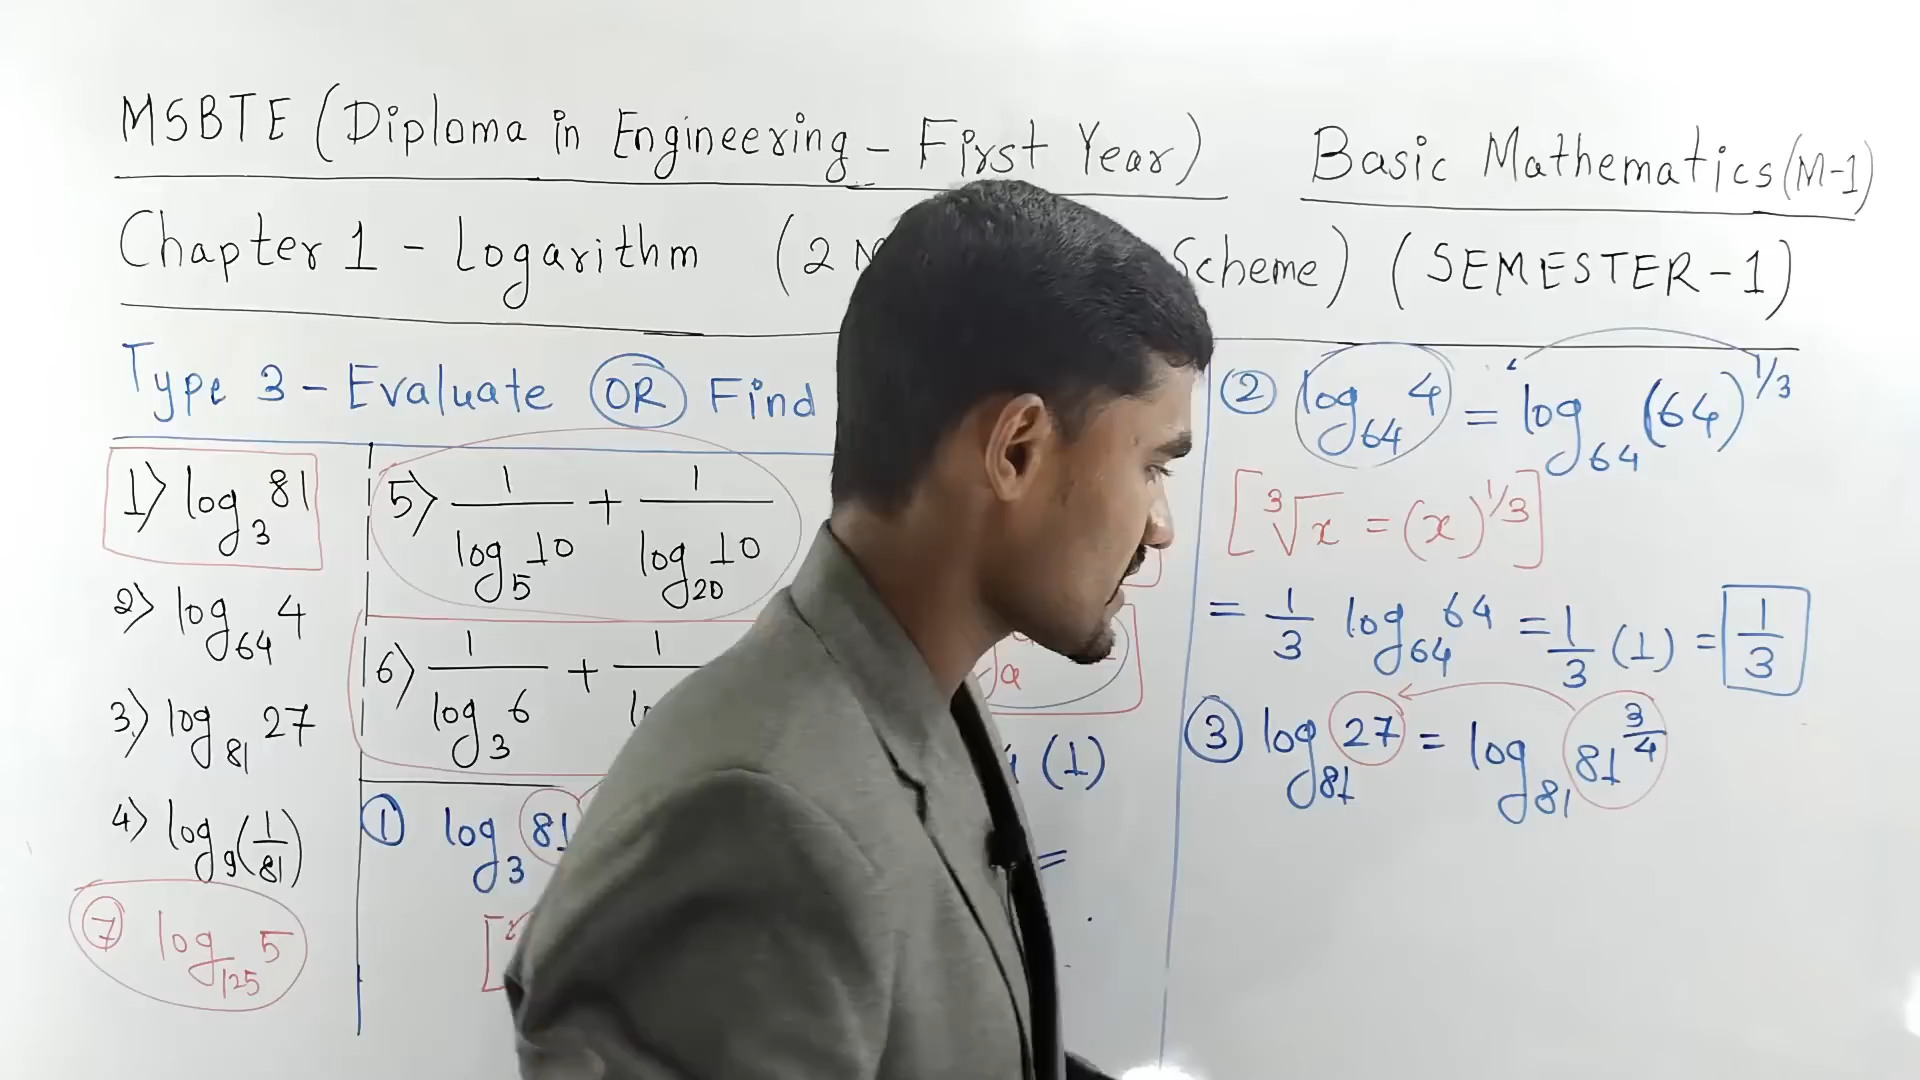 MSBTE (Diploma in Engineering - First Year) Basic Mathematics (M-1)
Chapter 1 - Logarithm (2 Scheme) (SEMESTER-1)
Type 3 - Evaluate OR Find
1) log₃ 81
2) log₆₄ 4
3) log₈₁ 27
4) log₉ (1/81)
⑦ log₁₂₅ 5
5) 1/log₅ 10 + 1/log₂₀ 10
6) 1/log₃ 6 + 1
① log₃ 81
a
(1)
=
② log₆₄ 4 = log₆₄ (64)^1/3
[∛x = (x)^1/3]
= 1/3 log₆₄ 64 = 1/3 (1) = 1/3
③ log₈₁ 27 = log₈₁ 81^3/4